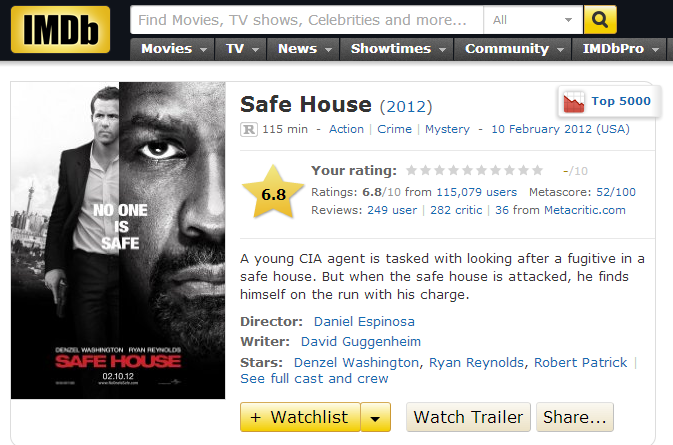 IMDb
Find Movies, TV shows, Celebrities and more...
All
Movies TV News Showtimes Community IMDbPro
Safe House (2012)
Top 5000
R 115 min - Action | Crime | Mystery - 10 February 2012 (USA)
6.8
Your rating: -/10
Ratings: 6.8/10 from 115,079 users Metascore: 52/100
Reviews: 249 user | 282 critic | 36 from Metacritic.com
A young CIA agent is tasked with looking after a fugitive in a
safe house. But when the safe house is attacked, he finds
himself on the run with his charge.
Director: Daniel Espinosa
Writer: David Guggenheim
Stars: Denzel Washington, Ryan Reynolds, Robert Patrick |
See full cast and crew
+ Watchlist
Watch Trailer
Share...
NO ONE
IS
SAFE
DENZEL WASHINGTON RYAN REYNOLDS
SAFE HOUSE
02.10.12